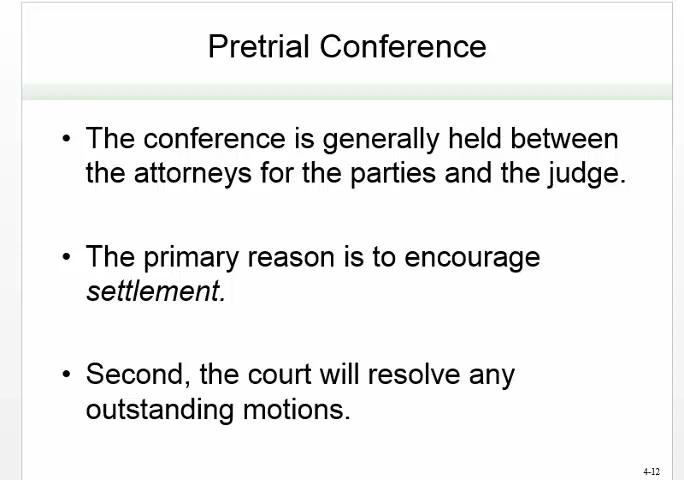 Pretrial Conference
• The conference is generally held between
the attorneys for the parties and the judge.
• The primary reason is to encourage
settlement.
• Second, the court will resolve any
outstanding motions.
4-12